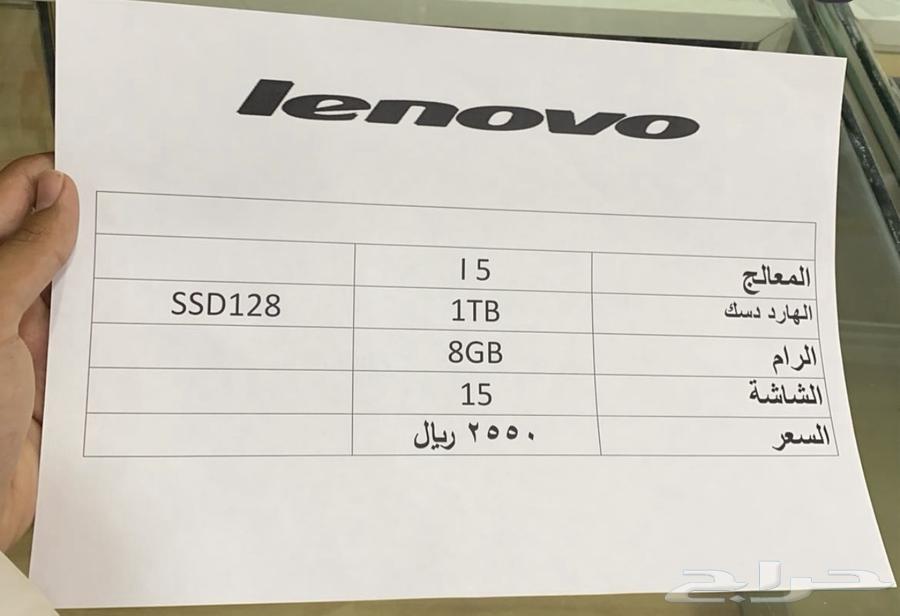 lenovo
المعالج I 5
الهارد دسك 1TB SSD128
الرام 8GB
الشاشة 15
السعر ٢٥٥٠ ريال
حراج